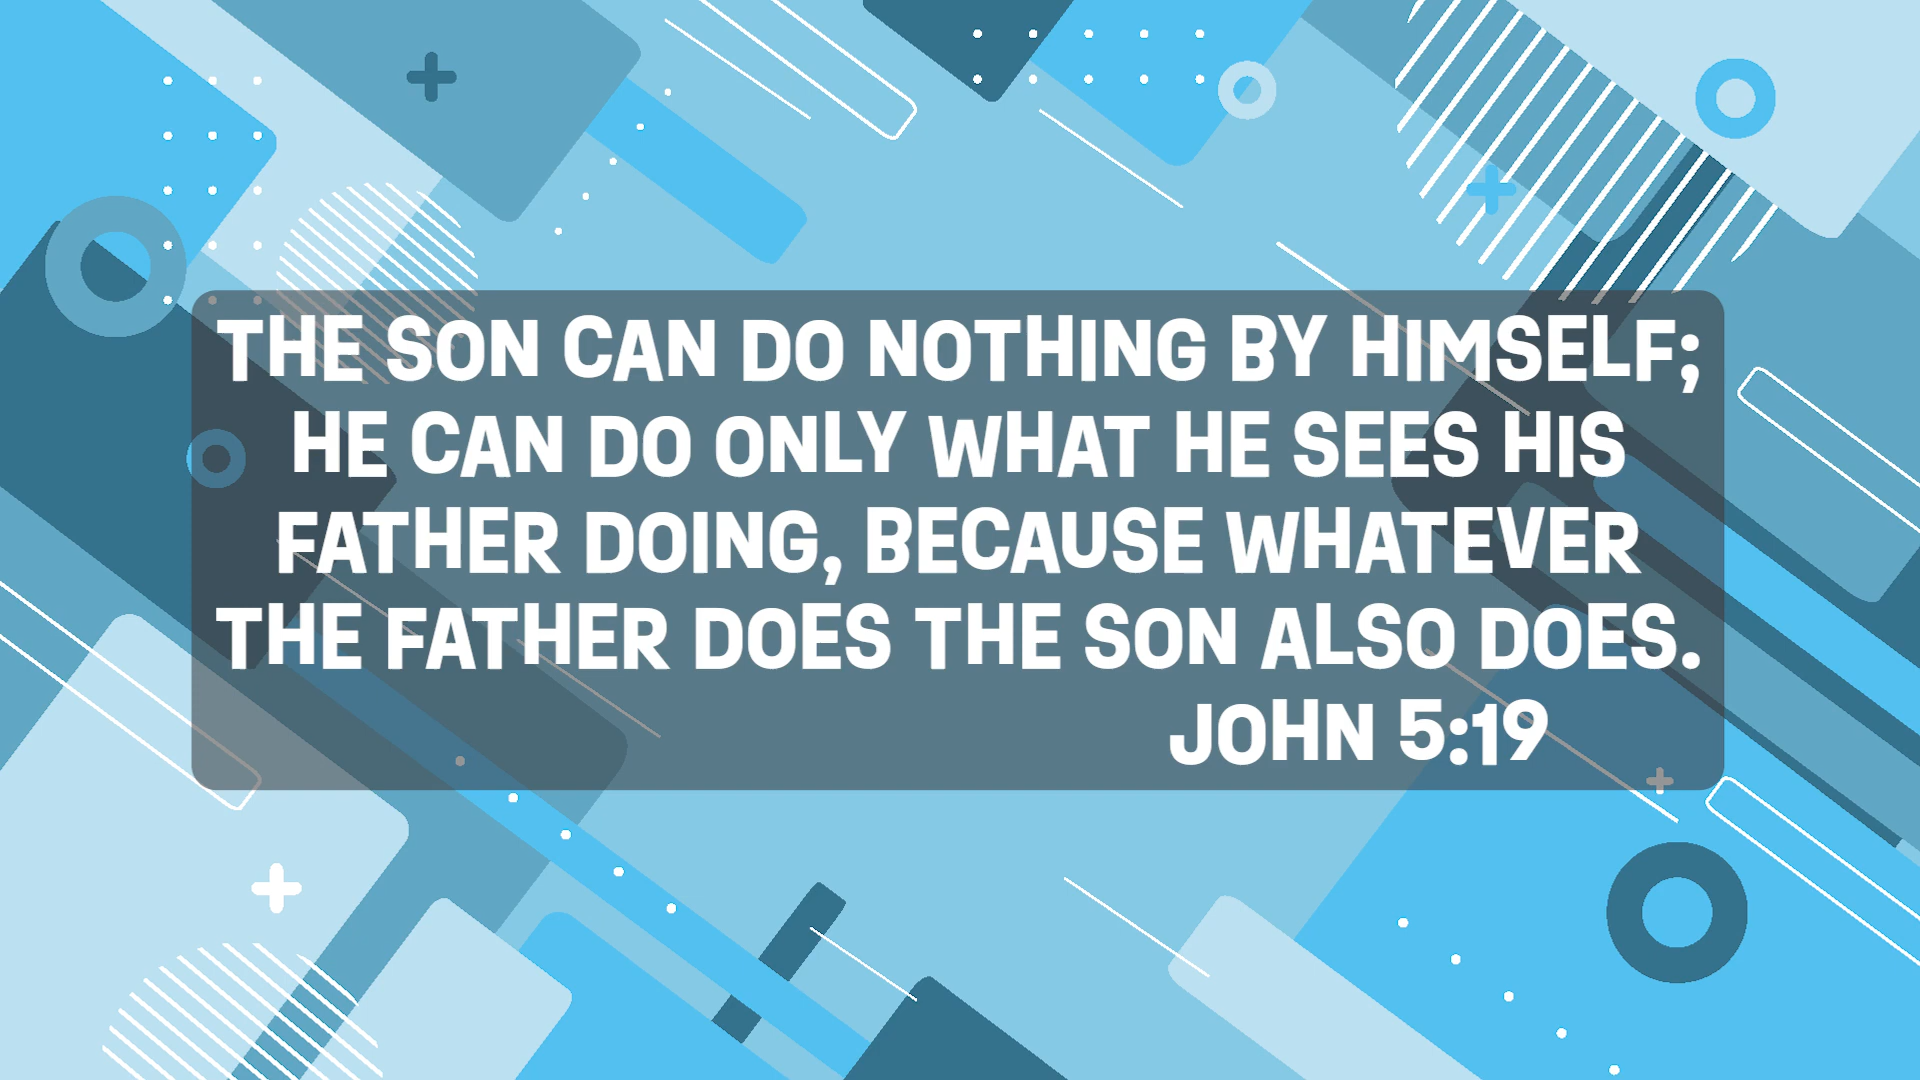 THE SON CAN DO NOTHING BY HIMSELF;
HE CAN DO ONLY WHAT HE SEES HIS
FATHER DOING, BECAUSE WHATEVER
THE FATHER DOES THE SON ALSO DOES.
JOHN 5:19